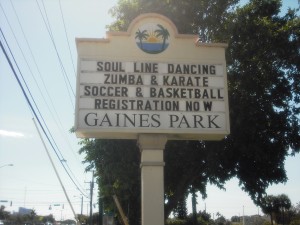 SOUL LINE DANCING
ZUMBA & KARATE
SOCCER & BASKETBALL
REGISTRATION NOW
GAINES PARK